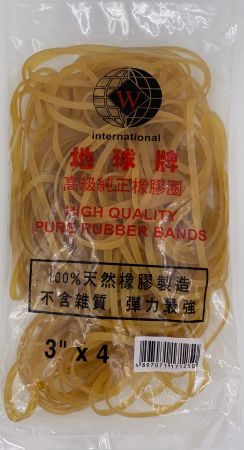 W
international
地球牌
高級純正橡膠圈
HIGH QUALITY
PURE RUBBER BANDS
100%天然橡膠製造
不含雜質 彈力最強
3" x 4